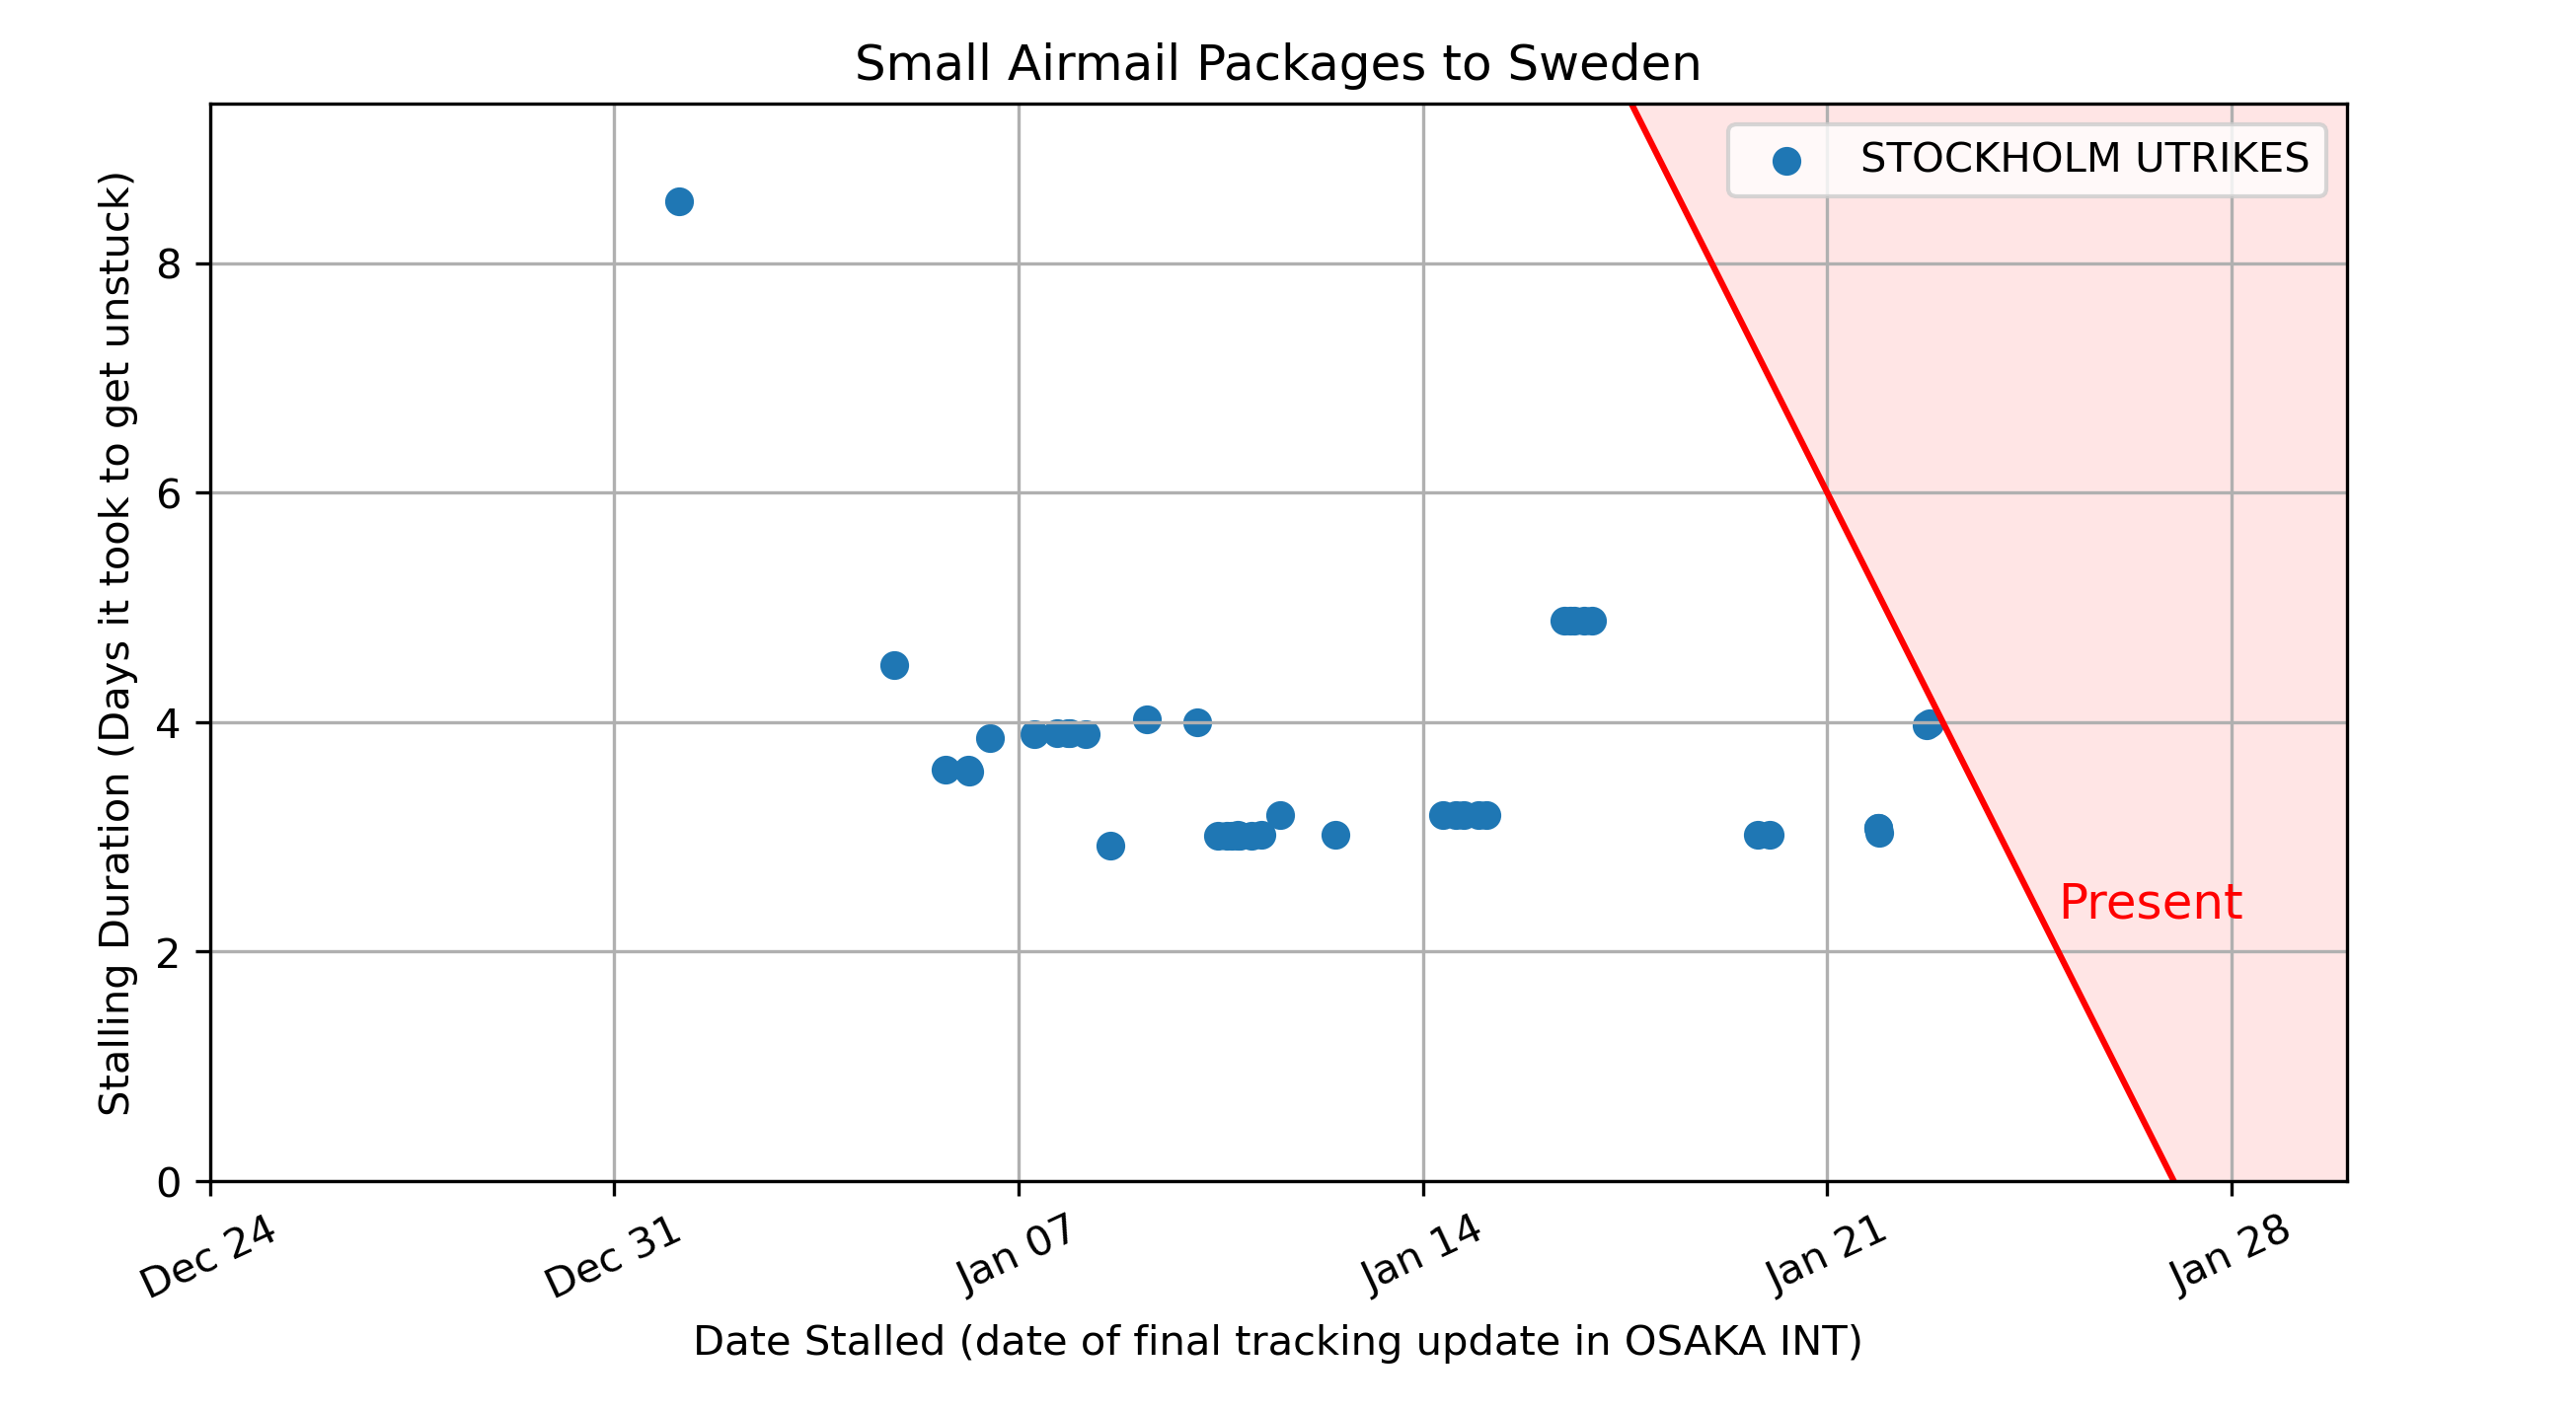 Small Airmail Packages to Sweden
STOCKHOLM UTRIKES
Stalling Duration (Days it took to get unstuck)
8
6
4
2
0
Present
Dec 24
Dec 31
Jan 07
Jan 14
Jan 21
Jan 28
Date Stalled (date of final tracking update in OSAKA INT)